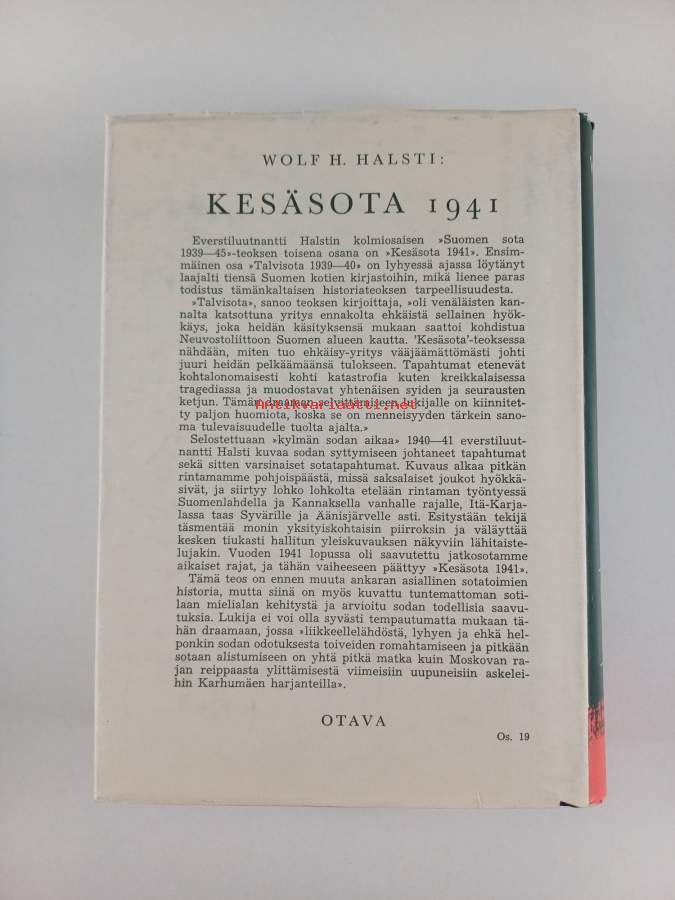 WOLF H. HALSTI:
KESÄSOTA 1941
Everstiluutnantti Halstin kolmiosaisen »Suomen sota
1939—45»-teoksen toisena osana on »Kesäsota 1941». Ensim-
mäinen osa »Talvisota 1939—40» on lyhyessä ajassa löytänyt
laajalti tiensä Suomen kotien kirjastoihin, mikä lienee paras
todistus tämänkaltaisen historiateoksen tarpeellisuudesta.
»Talvisota», sanoo teoksen kirjoittaja, »oli venäläisten kan-
nalta katsottuna yritys ennakolta ehkäistä sellainen hyök-
käys, joka heidän käsityksensä mukaan saattoi kohdistua
Neuvostoliittoon Suomen alueen kautta. 'Kesäsota'-teoksessa
nähdään, miten tuo ehkäisy-yritys vääjäämättömästi johti
juuri heidän pelkäämäänsä tulokseen. Tapahtumat etenevät
kohtalonomaisesti kohti katastrofia kuten kreikkalaisessa
tragediassa ja muodostavat yhtenäisen syiden ja seurausten
ketjun. Tämän draaman selvittämiseen lukijalle on kiinnitet-
Antikvariaatti.net
ty paljon huomiota, koska se on menneisyyden tärkein sano-
ma tulevaisuudelle tuolta ajalta.»
Selostettuaan »kylmän sodan aikaa» 1940—41 everstiluut-
nantti Halsti kuvaa sodan syttymiseen johtaneet tapahtumat
sekä sitten varsinaiset sotatapahtumat. Kuvaus alkaa pitkän
rintamamme pohjoispäästä, missä saksalaiset joukot hyökkä-
sivät, ja siirtyy lohko lohkolta etelään rintaman työntyessä
Suomenlahdella ja Kannaksella vanhalle rajalle, Itä-Karja-
lassa taas Syvärille ja Äänisjärvelle asti. Esitystään tekijä
täsmentää monin yksityiskohtaisin piirroksin ja väläyttää
kesken tiukasti hallitun yleiskuvauksen näkyviin lähitaiste-
lujakin. Vuoden 1941 lopussa oli saavutettu jatkosotamme
aikaiset rajat, ja tähän vaiheeseen päättyy »Kesäsota 1941».
Tämä teos on ennen muuta ankaran asiallinen sotatoimien
historia, mutta siinä on myös kuvattu tuntemattoman soti-
laan mielialan kehitystä ja arvioitu sodan todellisia saavu-
tuksia. Lukija ei voi olla syvästi tempautumatta mukaan tä-
hän draamaan, jossa »liikkeellelähdöstä, lyhyen ja ehkä hel-
ponkin sodan odotuksesta toiveiden romahtamiseen ja pitkään
sotaan alistumiseen on yhtä pitkä matka kuin Moskovan ra-
jan reippaasta ylittämisestä viimeisiin uupuneisiin askelei-
hin Karhumäen harjanteilla».
OTAVA
Os. 19